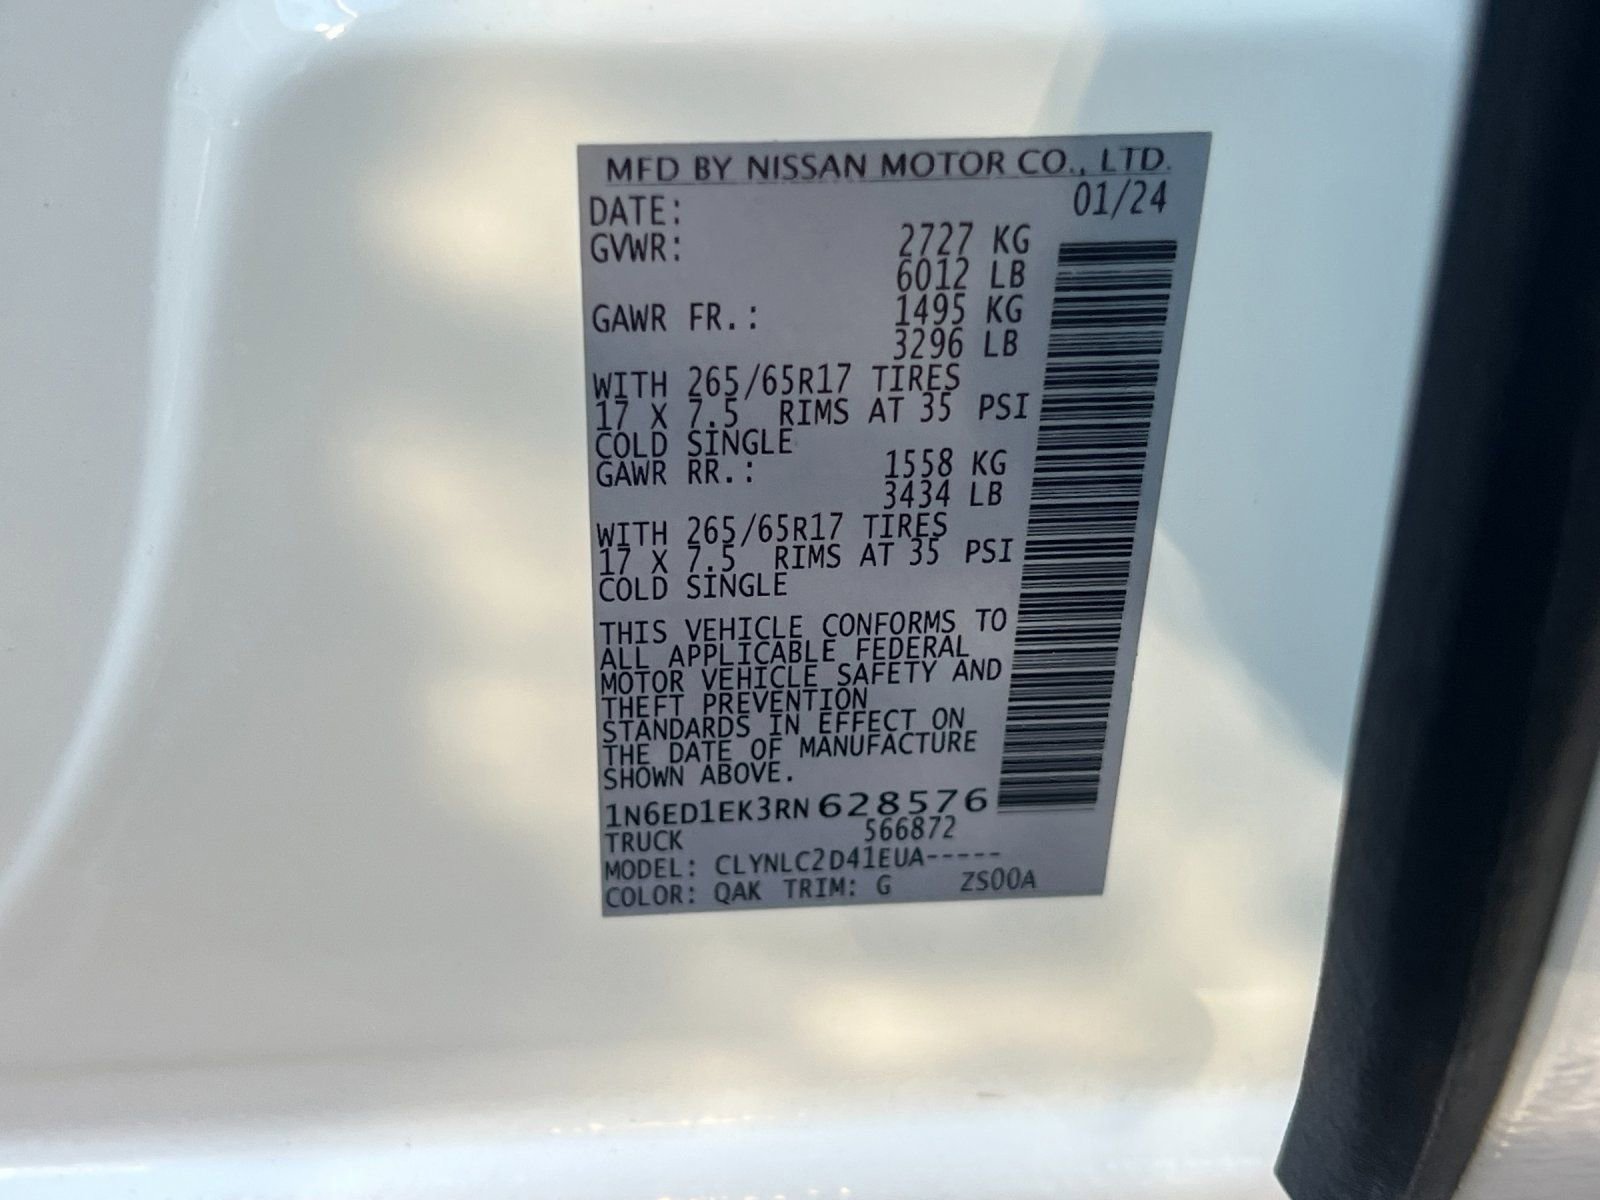 MFD BY NISSAN MOTOR CO., LTD.
DATE: 01/24
GVWR: 2727 KG
6012 LB
GAWR FR.: 1495 KG
3296 LB
WITH 265/65R17 TIRES
17 X 7.5 RIMS AT 35 PSI
COLD SINGLE
GAWR RR.: 1558 KG
3434 LB
WITH 265/65R17 TIRES
17 X 7.5 RIMS AT 35 PSI
COLD SINGLE
THIS VEHICLE CONFORMS TO
ALL APPLICABLE FEDERAL
MOTOR VEHICLE SAFETY AND
THEFT PREVENTION
STANDARDS IN EFFECT ON
THE DATE OF MANUFACTURE
SHOWN ABOVE.
1N6ED1EK3RN628576
TRUCK 566872
MODEL: CLYNLC2D41EUA-----
COLOR: QAK TRIM: G ZS00A